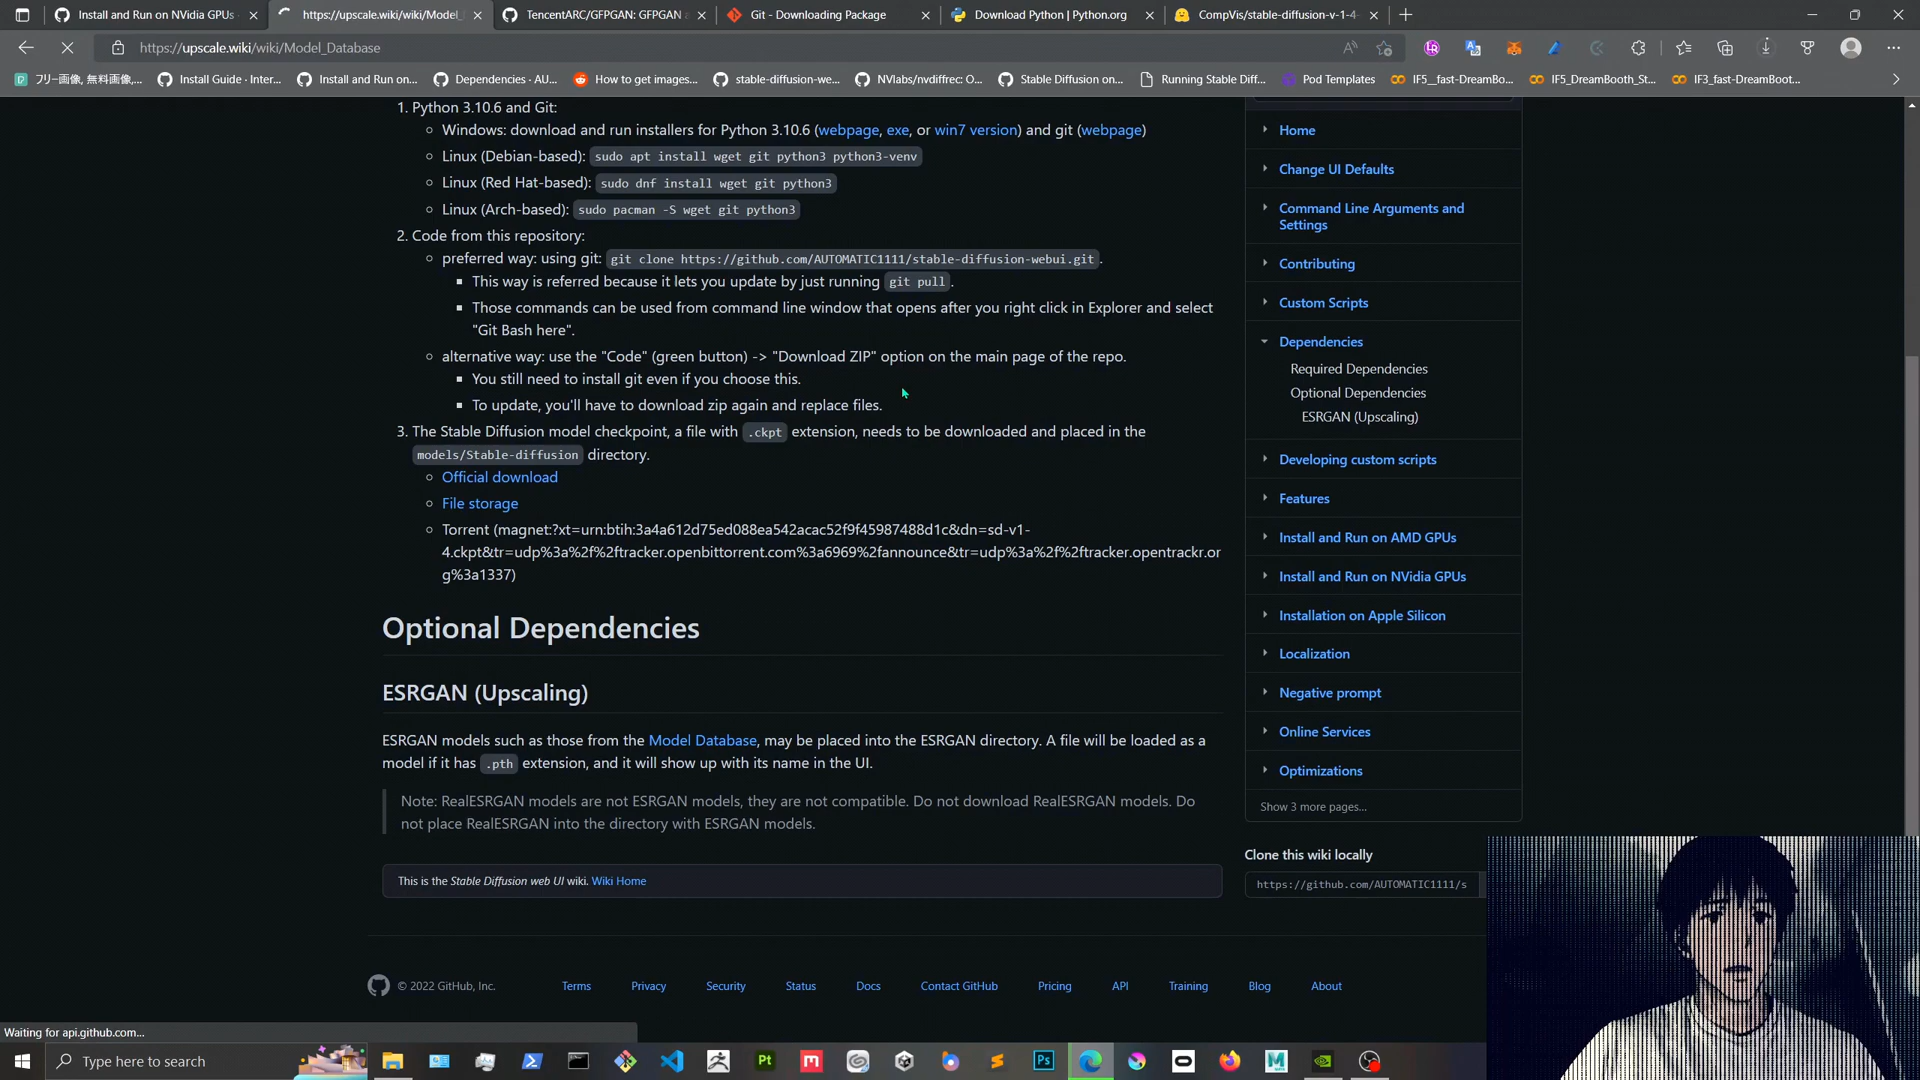 Install and Run on NVidia GPUs
https://upscale.wiki/wiki/Model_
TencentARC/GFPGAN: GFPGAN a
Git - Downloading Package
Download Python | Python.org
CompVis/stable-diffusion-v-1-4-
https://upscale.wiki/wiki/Model_Database
フリー画像, 無料画像,...
Install Guide · Inter...
Install and Run on...
Dependencies · AU...
How to get images...
stable-diffusion-we...
NVlabs/nvdiffrec: O...
Stable Diffusion on...
Running Stable Diff...
Pod Templates
IF5__fast-DreamBo...
IF5_DreamBooth_St...
IF3_fast-DreamBoot...
1. Python 3.10.6 and Git:
Windows: download and run installers for Python 3.10.6 (webpage, exe, or win7 version) and git (webpage)
Linux (Debian-based): sudo apt install wget git python3 python3-venv
Linux (Red Hat-based): sudo dnf install wget git python3
Linux (Arch-based): sudo pacman -S wget git python3
2. Code from this repository:
preferred way: using git: git clone https://github.com/AUTOMATIC1111/stable-diffusion-webui.git.
This way is referred because it lets you update by just running git pull.
Those commands can be used from command line window that opens after you right click in Explorer and select
"Git Bash here".
alternative way: use the "Code" (green button) -> "Download ZIP" option on the main page of the repo.
You still need to install git even if you choose this.
To update, you'll have to download zip again and replace files.
3. The Stable Diffusion model checkpoint, a file with .ckpt extension, needs to be downloaded and placed in the
models/Stable-diffusion directory.
Official download
File storage
Torrent (magnet:?xt=urn:btih:3a4a612d75ed088ea542acac52f9f45987488d1c&dn=sd-v1-
4.ckpt&tr=udp%3a%2f%2ftracker.openbittorrent.com%3a6969%2fannounce&tr=udp%3a%2f%2ftracker.opentrackr.or
g%3a1337)
Optional Dependencies
ESRGAN (Upscaling)
ESRGAN models such as those from the Model Database, may be placed into the ESRGAN directory. A file will be loaded as a
model if it has .pth extension, and it will show up with its name in the UI.
Note: RealESRGAN models are not ESRGAN models, they are not compatible. Do not download RealESRGAN models. Do
not place RealESRGAN into the directory with ESRGAN models.
This is the Stable Diffusion web UI wiki. Wiki Home
Home
Change UI Defaults
Command Line Arguments and
Settings
Contributing
Custom Scripts
Dependencies
Required Dependencies
Optional Dependencies
ESRGAN (Upscaling)
Developing custom scripts
Features
Install and Run on AMD GPUs
Install and Run on NVidia GPUs
Installation on Apple Silicon
Localization
Negative prompt
Online Services
Optimizations
Show 3 more pages...
Clone this wiki locally
https://github.com/AUTOMATIC1111/s
© 2022 GitHub, Inc.
Terms
Privacy
Security
Status
Docs
Contact GitHub
Pricing
API
Training
Blog
About
Waiting for api.github.com...
Type here to search
Pt
Ps